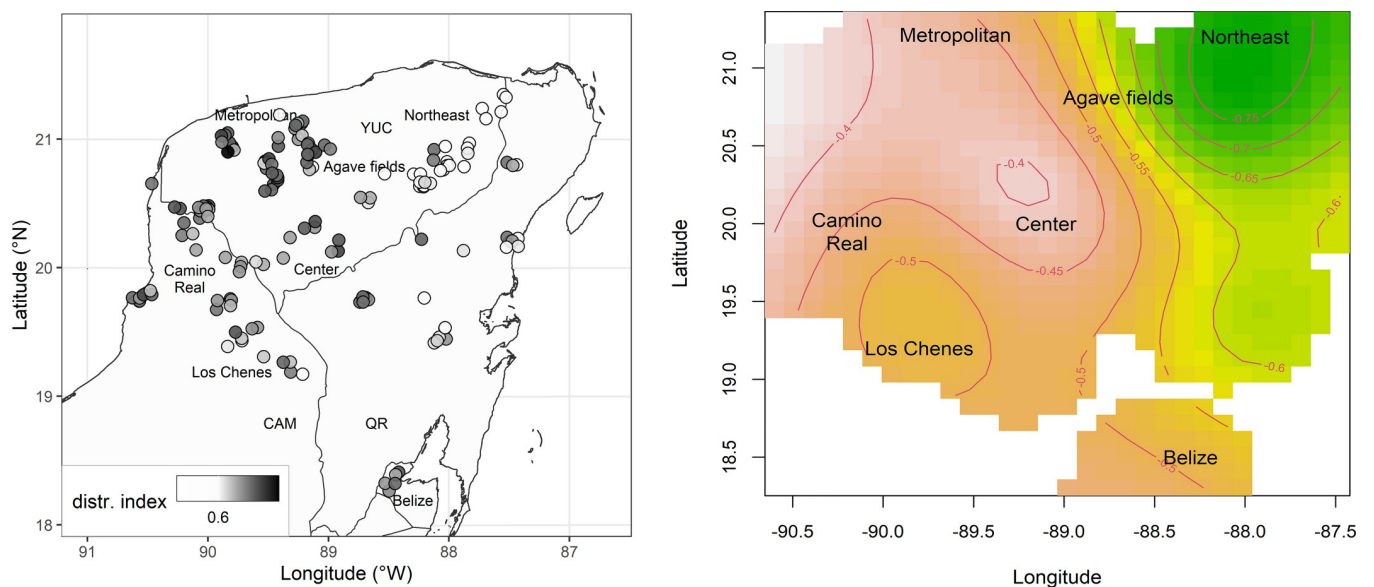 Metropolitan
YUC
Northeast
Agave fields
Camino
Real
Center
Los Chenes
CAM
QR
Belize
distr. index
0.6
21
20
19
18
91
90
89
88
87
Latitude (°N)
Longitude (°W)
Metropolitan
Northeast
Agave fields
Camino
Real
Center
Los Chenes
Belize
-0.4
-0.5
-0.55
-0.75
-0.7
-0.65
-0.4
-0.6
-0.45
-0.5
-0.5
-0.6
-0.5
21.0
20.5
20.0
19.5
19.0
18.5
-90.5
-90.0
-89.5
-89.0
-88.5
-88.0
-87.5
Latitude
Longitude